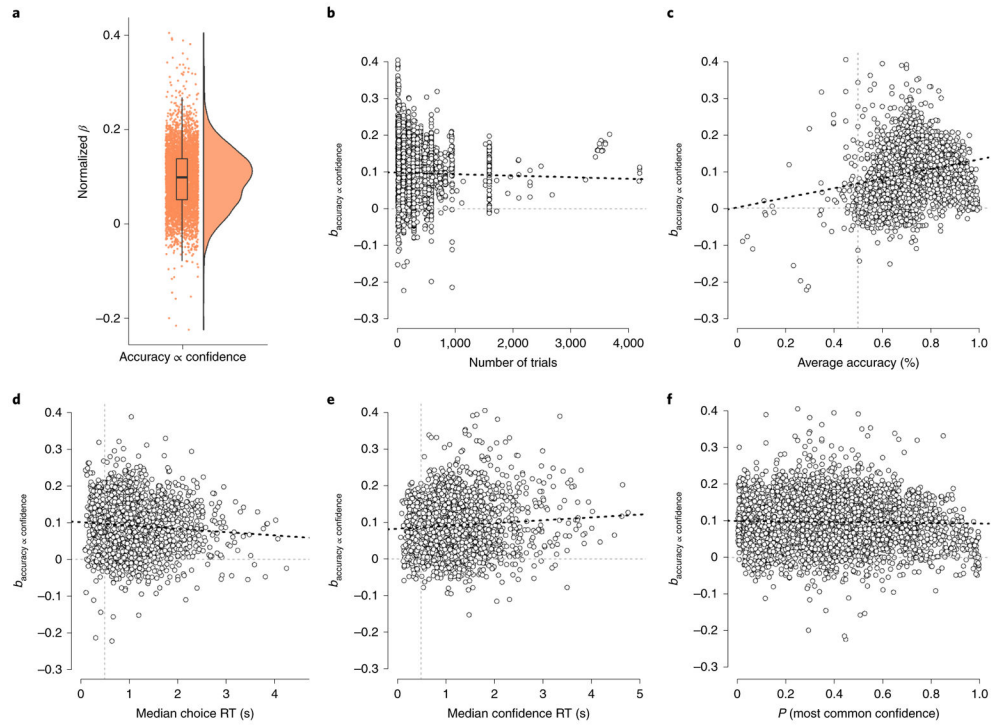 a
Normalized β
0.4
0.2
0
−0.2
Accuracy ∝ confidence
b
b accuracy ∝ confidence
0.4
0.3
0.2
0.1
0
−0.1
−0.2
−0.3
0 1,000 2,000 3,000 4,000
Number of trials
c
b accuracy ∝ confidence
0.4
0.3
0.2
0.1
0
−0.1
−0.2
−0.3
0 0.2 0.4 0.6 0.8 1.0
Average accuracy (%)
d
b accuracy ∝ confidence
0.4
0.3
0.2
0.1
0
−0.1
−0.2
−0.3
0 1 2 3 4
Median choice RT (s)
e
b accuracy ∝ confidence
0.4
0.3
0.2
0.1
0
−0.1
−0.2
−0.3
0 1 2 3 4 5
Median confidence RT (s)
f
b accuracy ∝ confidence
0.4
0.3
0.2
0.1
0
−0.1
−0.2
−0.3
0 0.2 0.4 0.6 0.8 1.0
P (most common confidence)